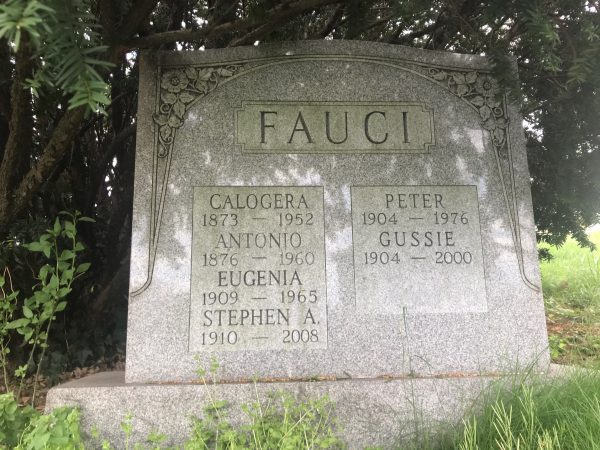 FAUCI
CALOGERA
1873 — 1952
ANTONIO
1876 — 1960
EUGENIA
1909 — 1965
STEPHEN A.
1910 — 2008
PETER
1904 — 1976
GUSSIE
1904 — 2000